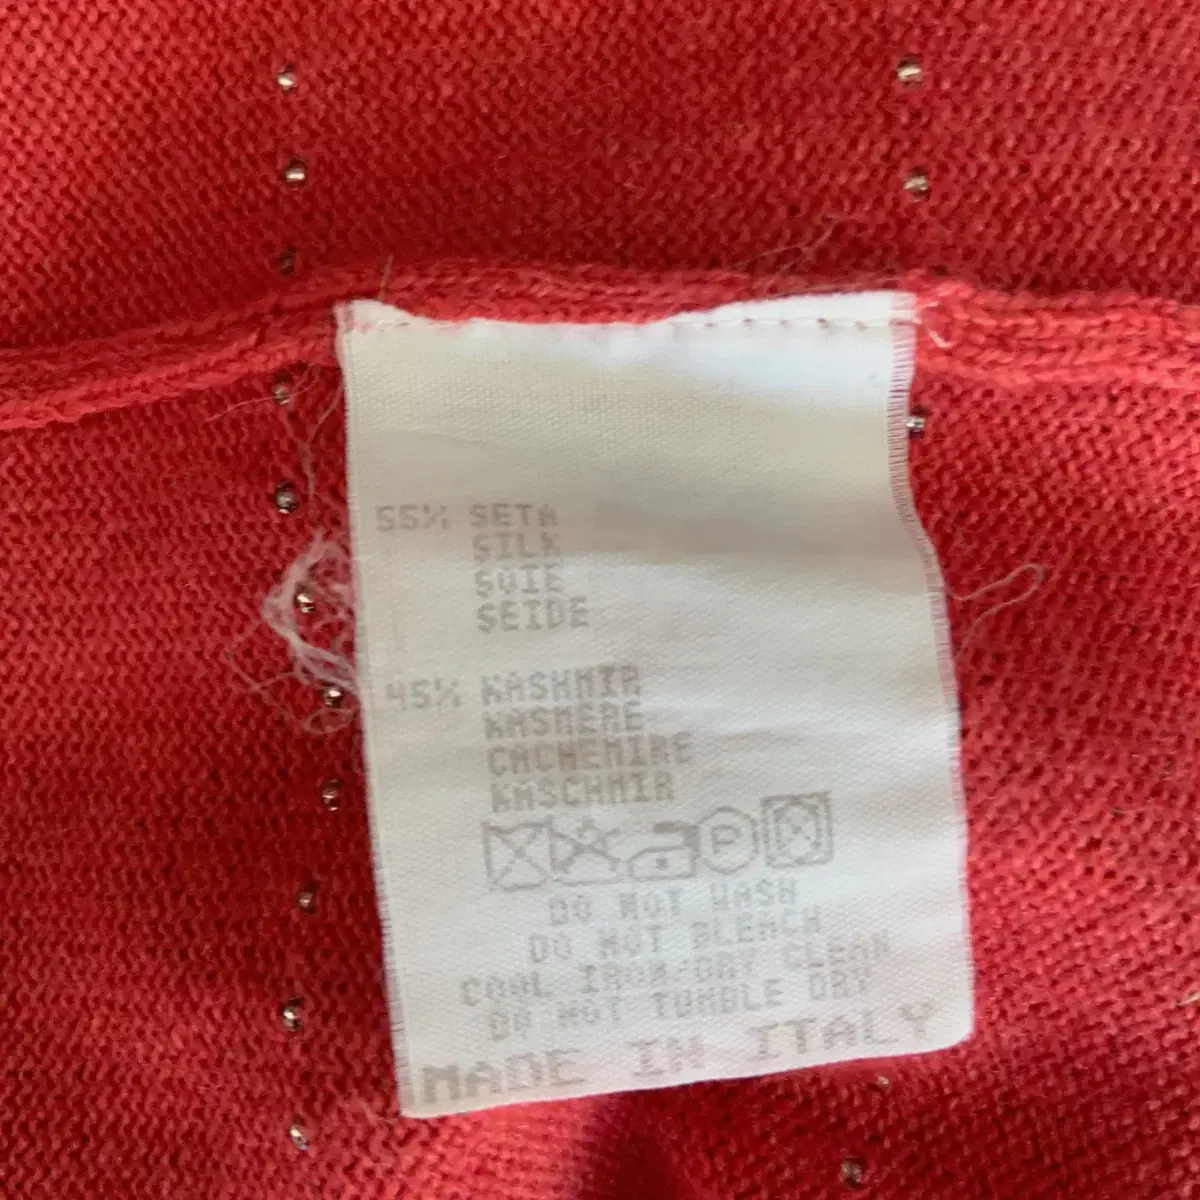 55% SETA
SILK
SOIE
SEIDE
45% KASHMIR
KASMERE
CACHEMIRE
KASCHMIR
P
DO NOT WASH
DO NOT BLEACH
COOL IRON/DRY CLEAN
DO NOT TUMBLE DRY
MADE IN ITALY